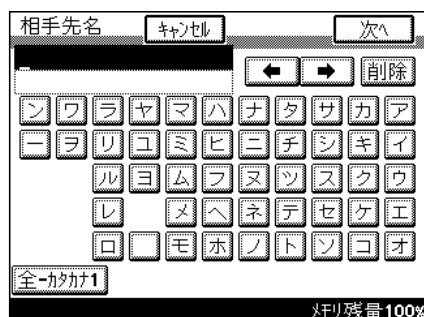 相手先名 ｷｬﾝｾﾙ 次へ
← → 削除
ン ワ ラ ヤ マ ハ ナ タ サ カ ア
ー ヲ リ ユ ミ ヒ ニ チ シ キ イ
ル ヨ ム フ ヌ ツ ス ク ウ
レ メ ヘ ネ テ セ ケ エ
ロ モ ホ ノ ト ソ コ オ
全-ｶﾀｶﾅ1
ﾒﾓﾘ残量100%